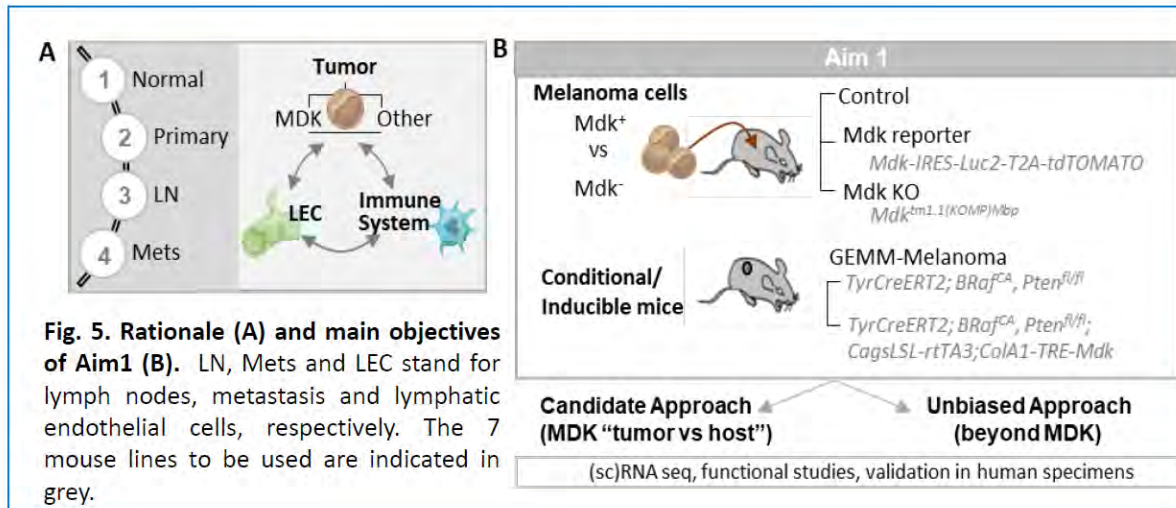 A
1 Normal
2 Primary
3 LN
4 Mets
Tumor
MDK Other
LEC
Immune
System
Fig. 5. Rationale (A) and main objectives
of Aim1 (B). LN, Mets and LEC stand for
lymph nodes, metastasis and lymphatic
endothelial cells, respectively. The 7
mouse lines to be used are indicated in
grey.
B
Aim 1
Melanoma cells
Mdk+
vs
Mdk-
Control
Mdk reporter
Mdk-IRES-Luc2-T2A-tdTOMATO
Mdk KO
Mdktm1.1(KOMP)Mbp
Conditional/
Inducible mice
GEMM-Melanoma
TyrCreERT2; BRafCA, Ptenfl/fl
TyrCreERT2; BRafCA, Ptenfl/fl;
CagsLSL-rtTA3;ColA1-TRE-Mdk
Candidate Approach
(MDK “tumor vs host”)
Unbiased Approach
(beyond MDK)
(sc)RNA seq, functional studies, validation in human specimens